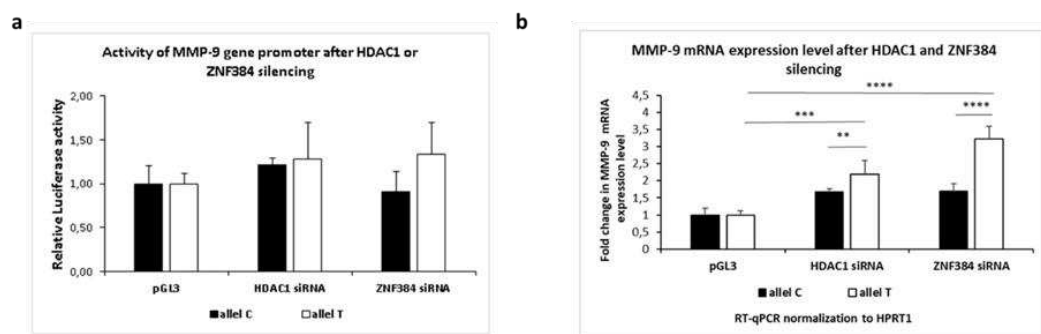 a
Activity of MMP-9 gene promoter after HDAC1 or
ZNF384 silencing
Relative Luciferase activity
2,00
1,50
1,00
0,50
0,00
pGL3
HDAC1 siRNA
ZNF384 siRNA
allel C
allel T
b
MMP-9 mRNA expression level after HDAC1 and ZNF384
silencing
Fold change in MMP-9 mRNA
expression level
4,5
4
3,5
3
2,5
2
1,5
1
0,5
0
****
****
***
**
pGL3
HDAC1 siRNA
ZNF384 siRNA
allel C
allel T
RT-qPCR normalization to HPRT1